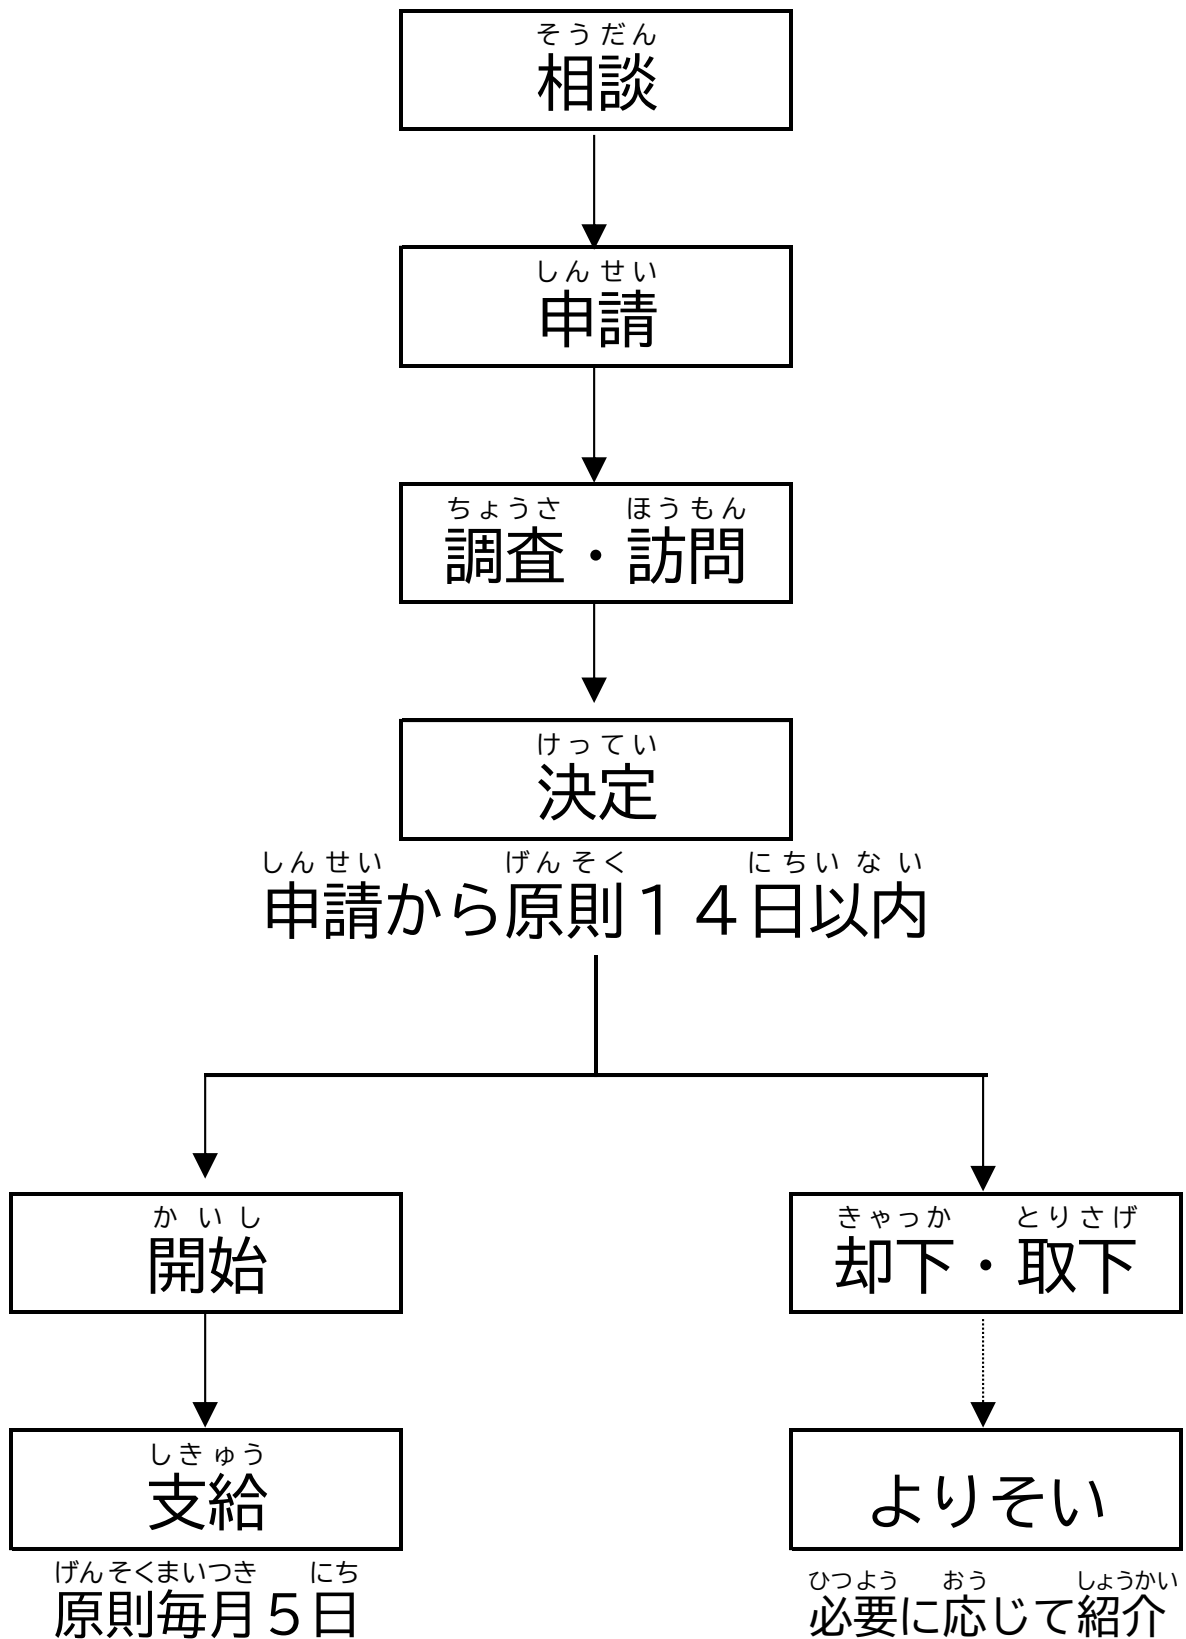 そうだん
相談
しんせい
申請
ちょうさ ほうもん
調査・訪問
けってい
決定
しんせい げんそく にちいない
申請から原則１４日以内
かいし
開始
きゃっか とりさげ
却下・取下
しきゅう
支給
よりそい
げんそくまいつき にち
原則毎月５日
ひつよう おう しょうかい
必要に応じて紹介